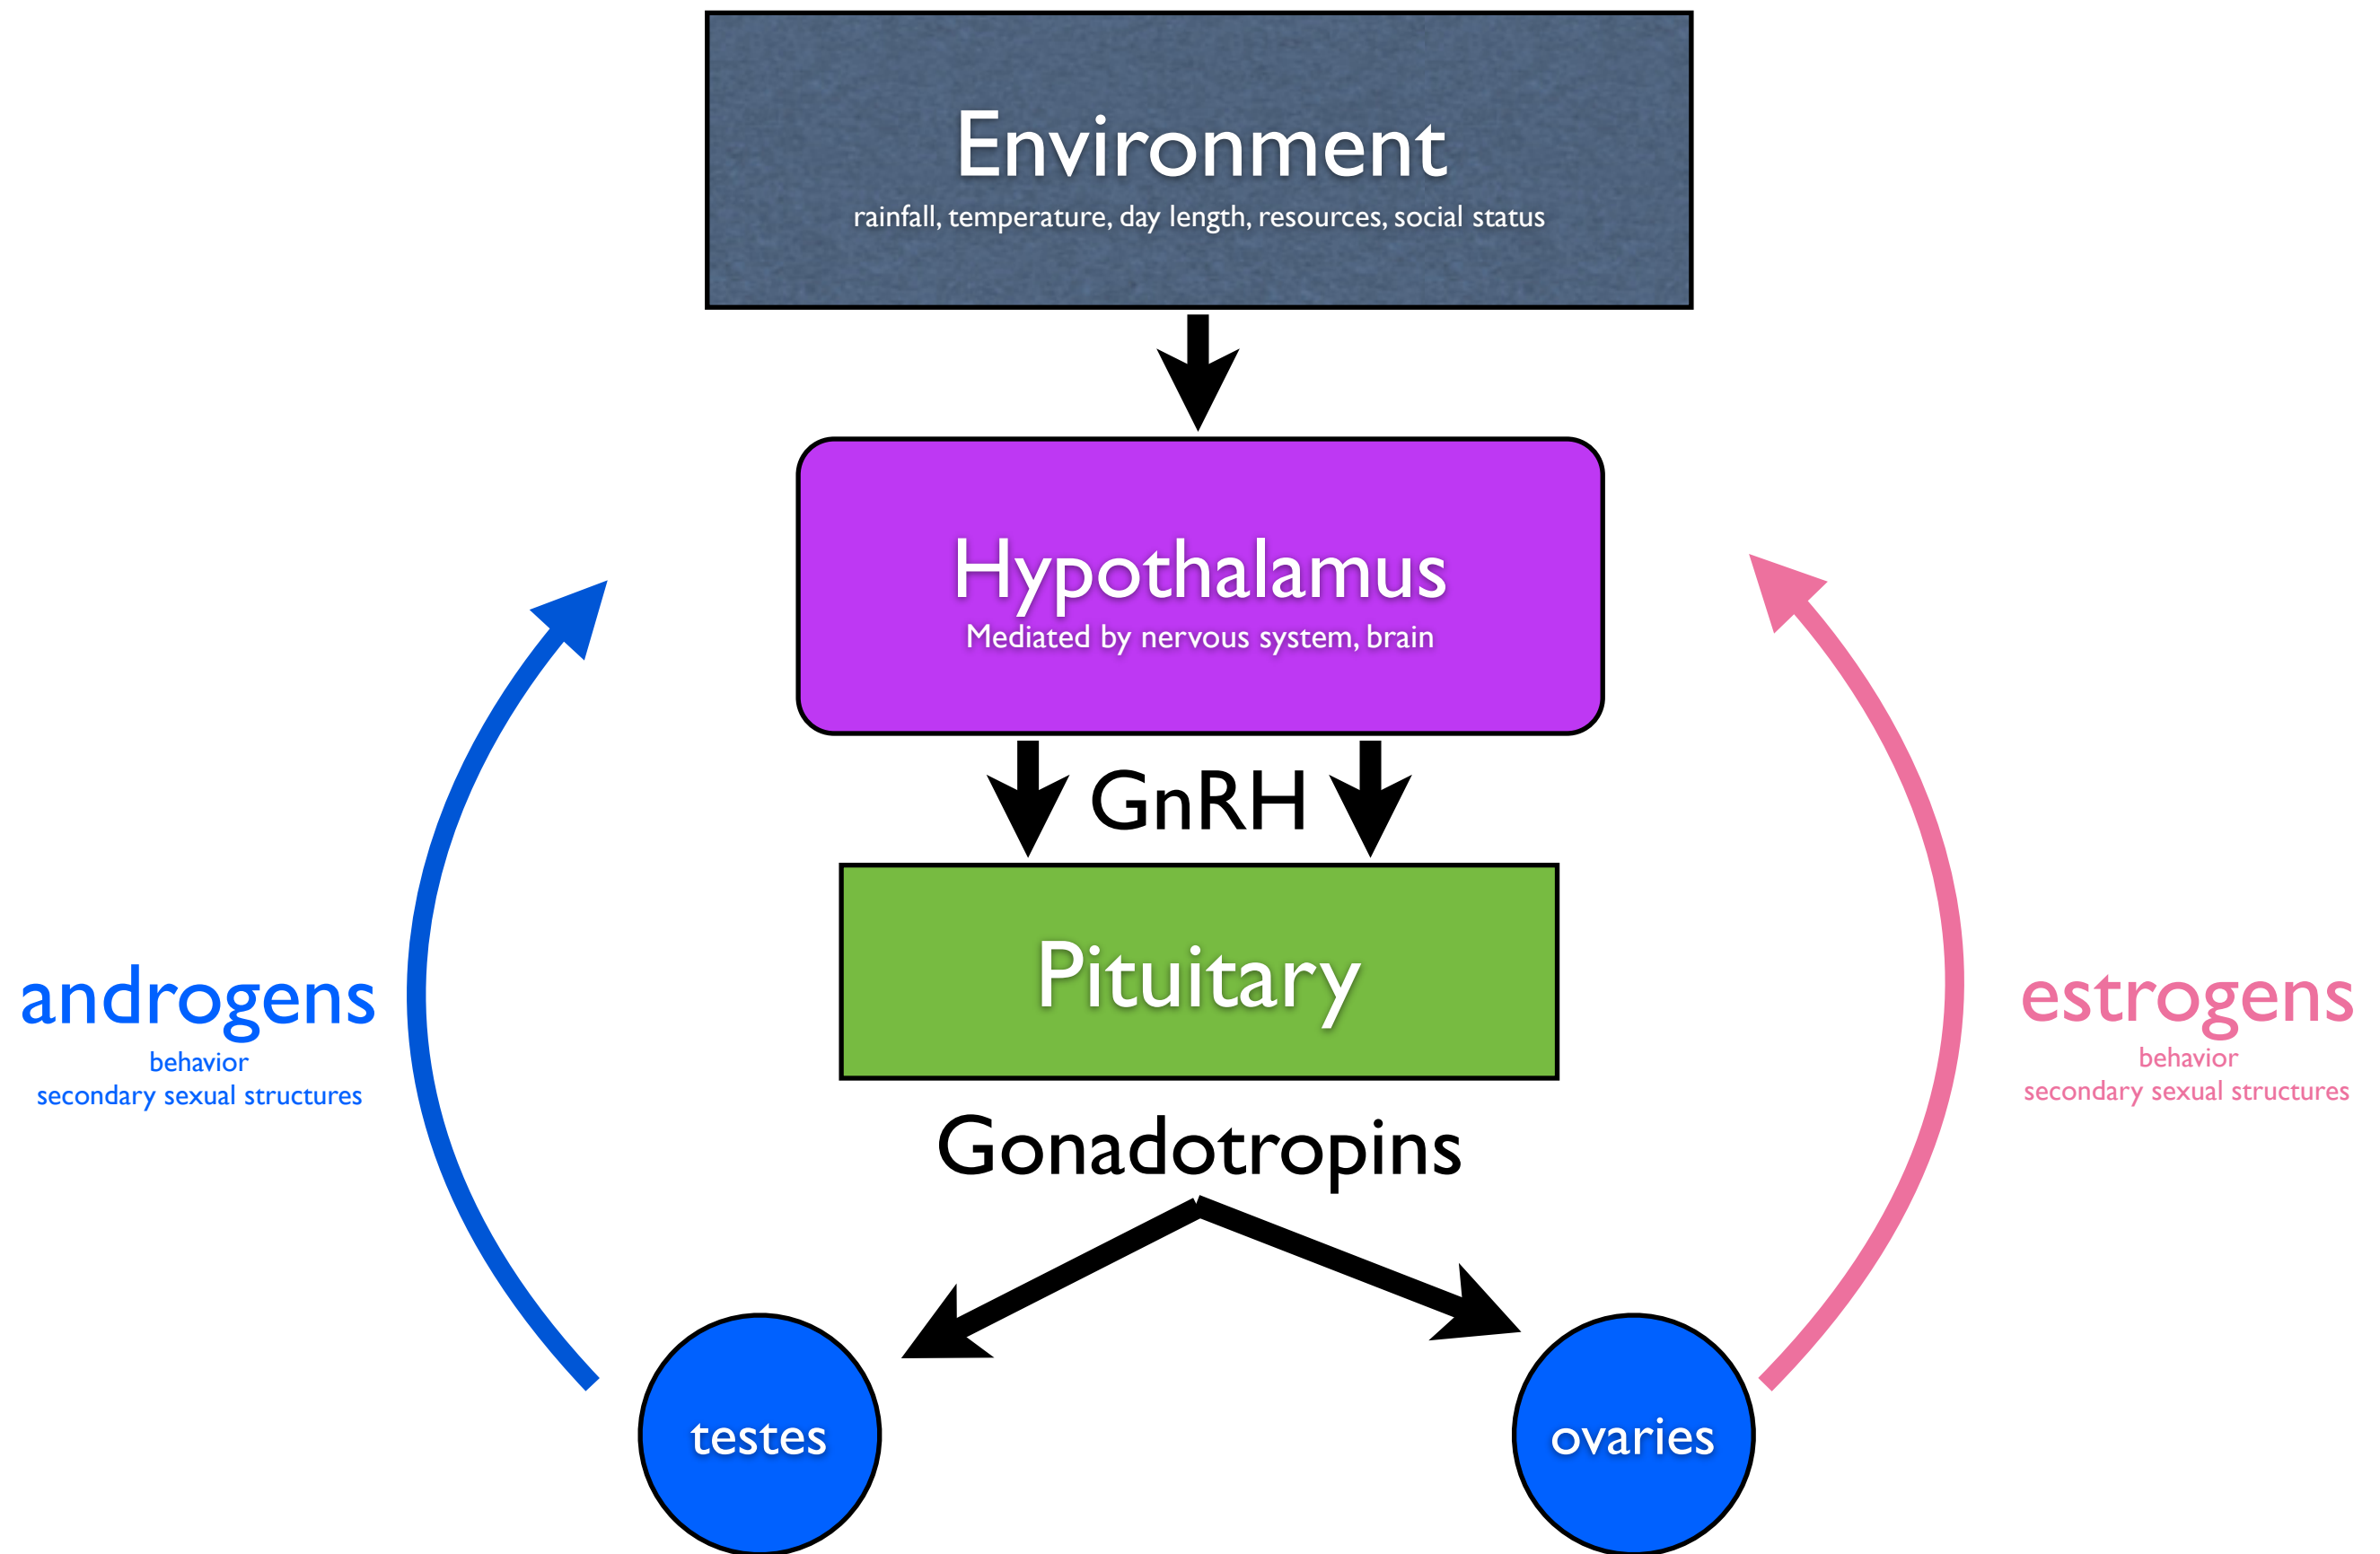 Environment
rainfall, temperature, day length, resources, social status
Hypothalamus
Mediated by nervous system, brain
GnRH
Pituitary
androgens
behavior
secondary sexual structures
estrogens
behavior
secondary sexual structures
Gonadotropins
testes
ovaries